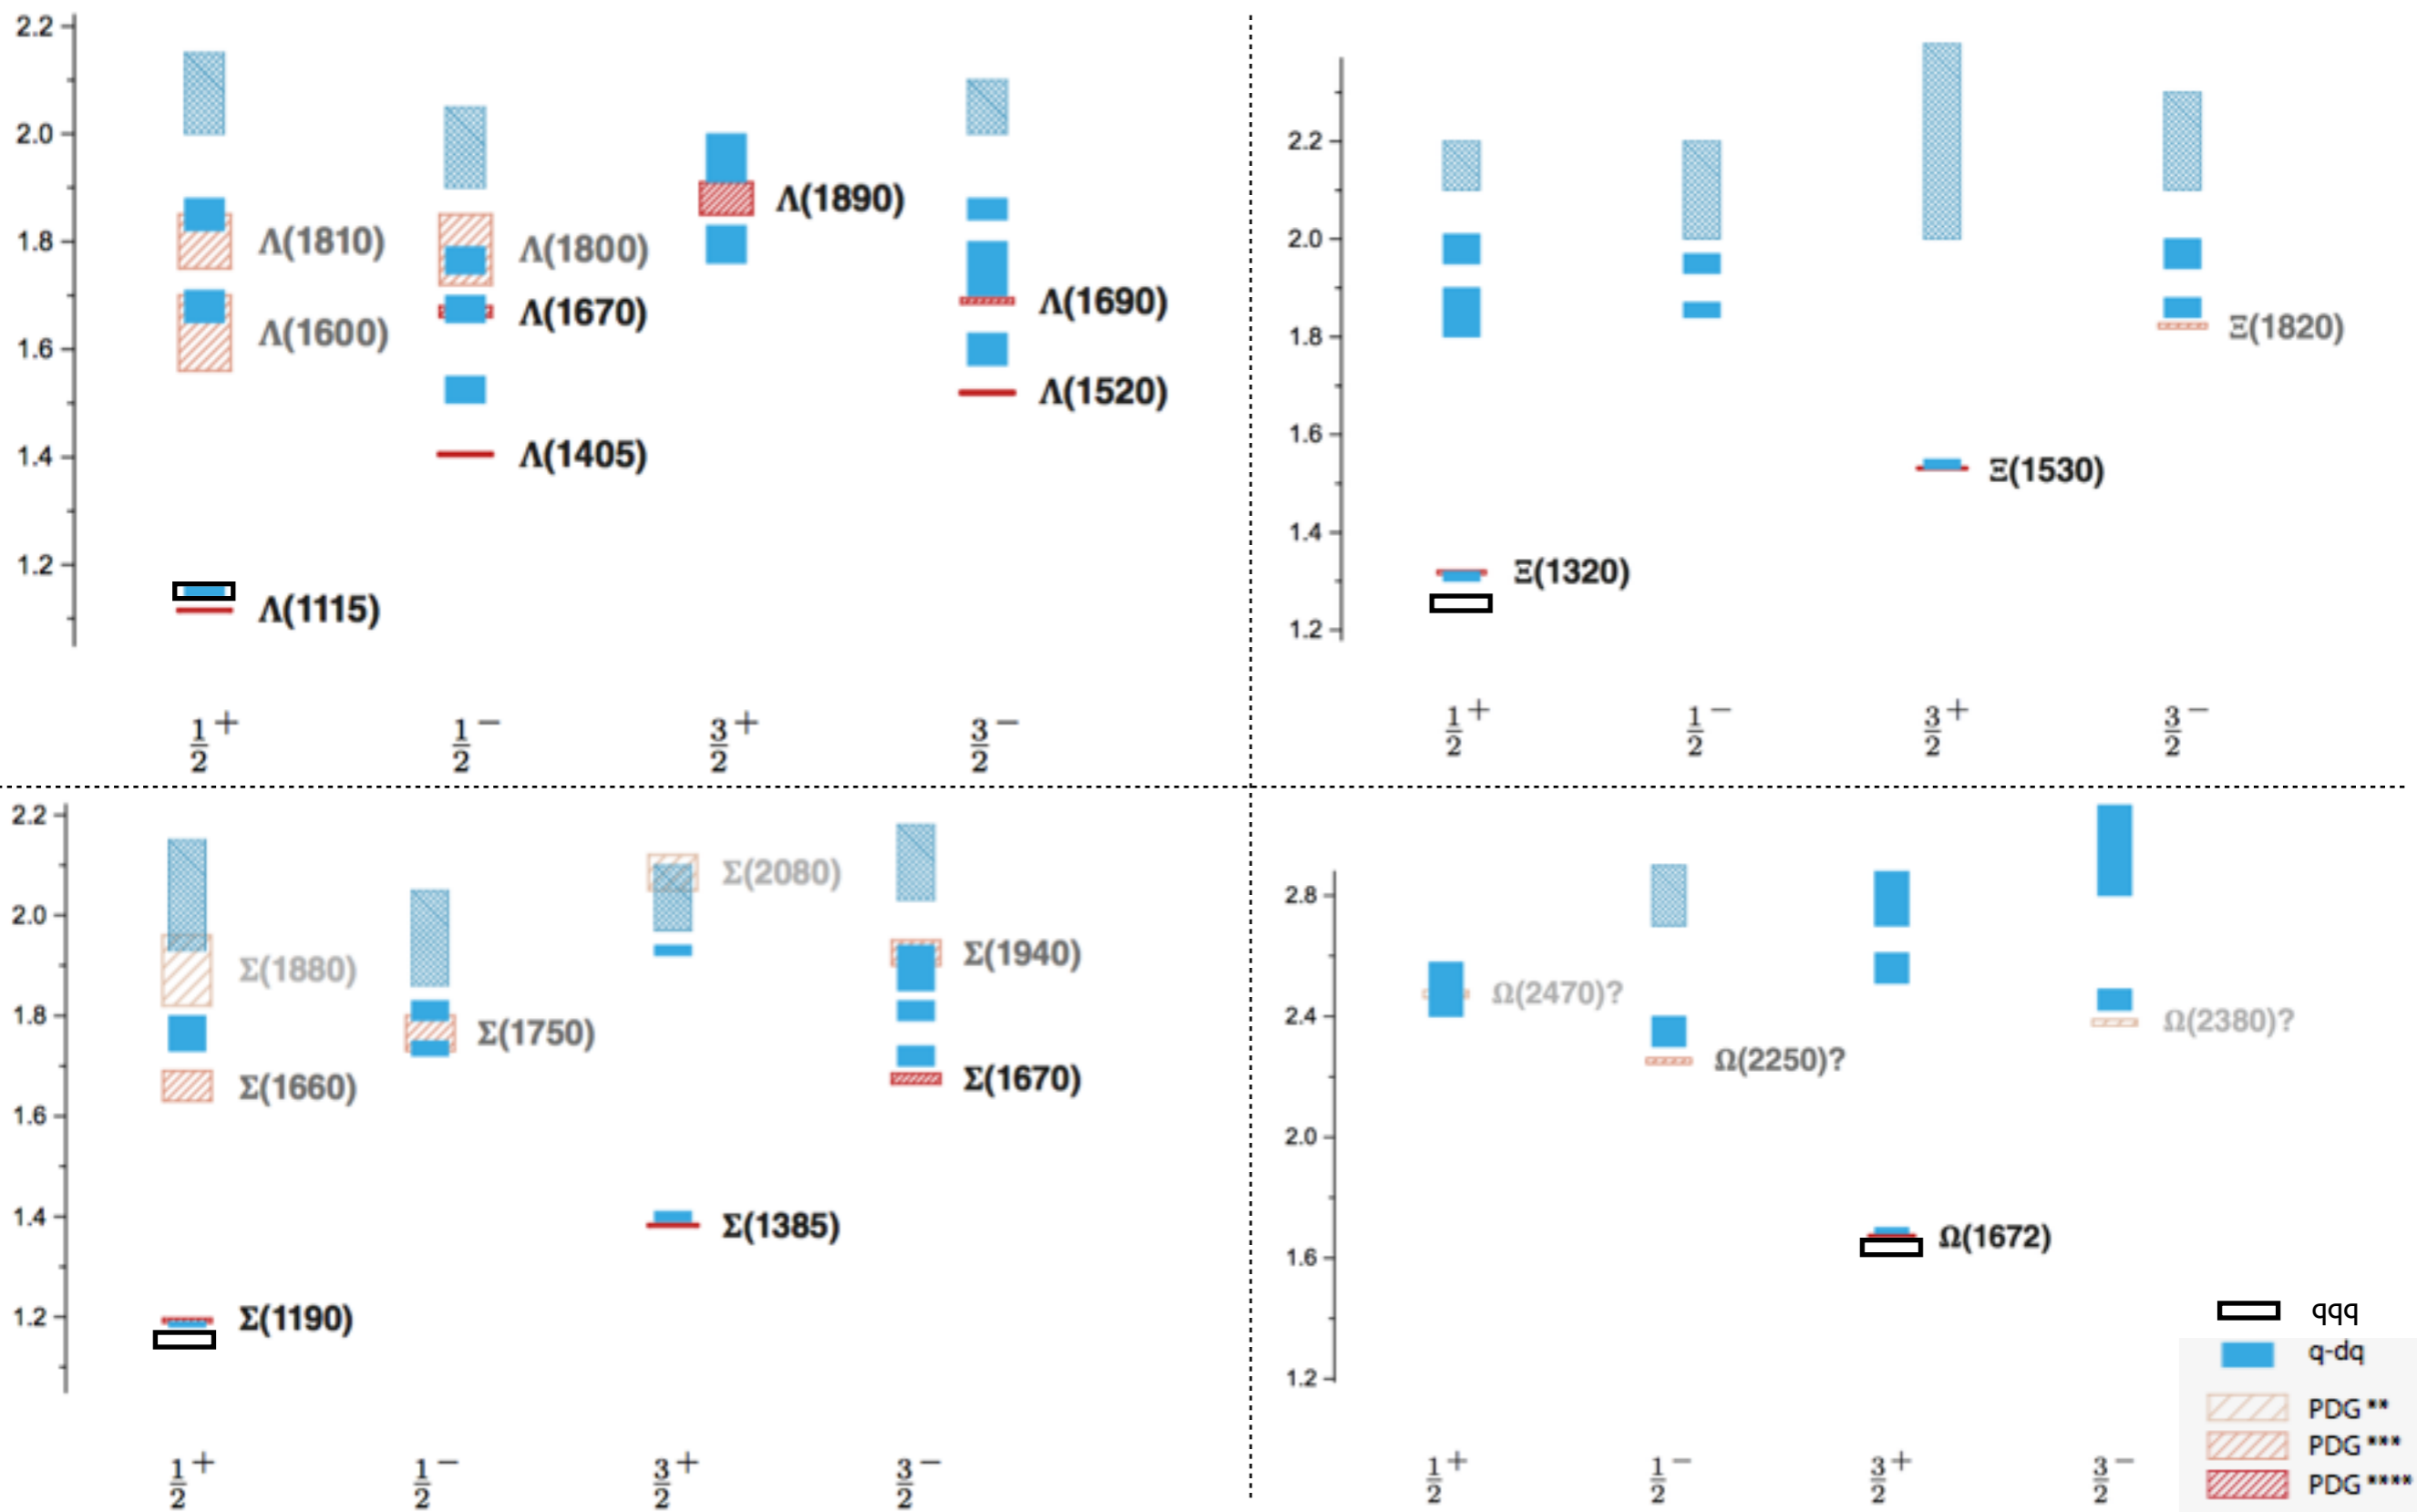 2.2
2.0
1.8
1.6
1.4
1.2
Λ(1890)
Λ(1810)
Λ(1800)
Λ(1670)
Λ(1690)
Λ(1600)
Λ(1520)
Λ(1405)
Λ(1115)
1/2+ 1/2− 3/2+ 3/2−
2.2
2.0
1.8
1.6
1.4
1.2
Ξ(1820)
Ξ(1530)
Ξ(1320)
1/2+ 1/2− 3/2+ 3/2−
2.2
2.0
1.8
1.6
1.4
1.2
Σ(2080)
Σ(1940)
Σ(1880)
Σ(1750)
Σ(1660)
Σ(1670)
Σ(1385)
Σ(1190)
1/2+ 1/2− 3/2+ 3/2−
2.8
2.4
2.0
1.6
1.2
Ω(2470)?
Ω(2380)?
Ω(2250)?
Ω(1672)
1/2+ 1/2− 3/2+ 3/2−
qqq
q-dq
PDG **
PDG ***
PDG ****